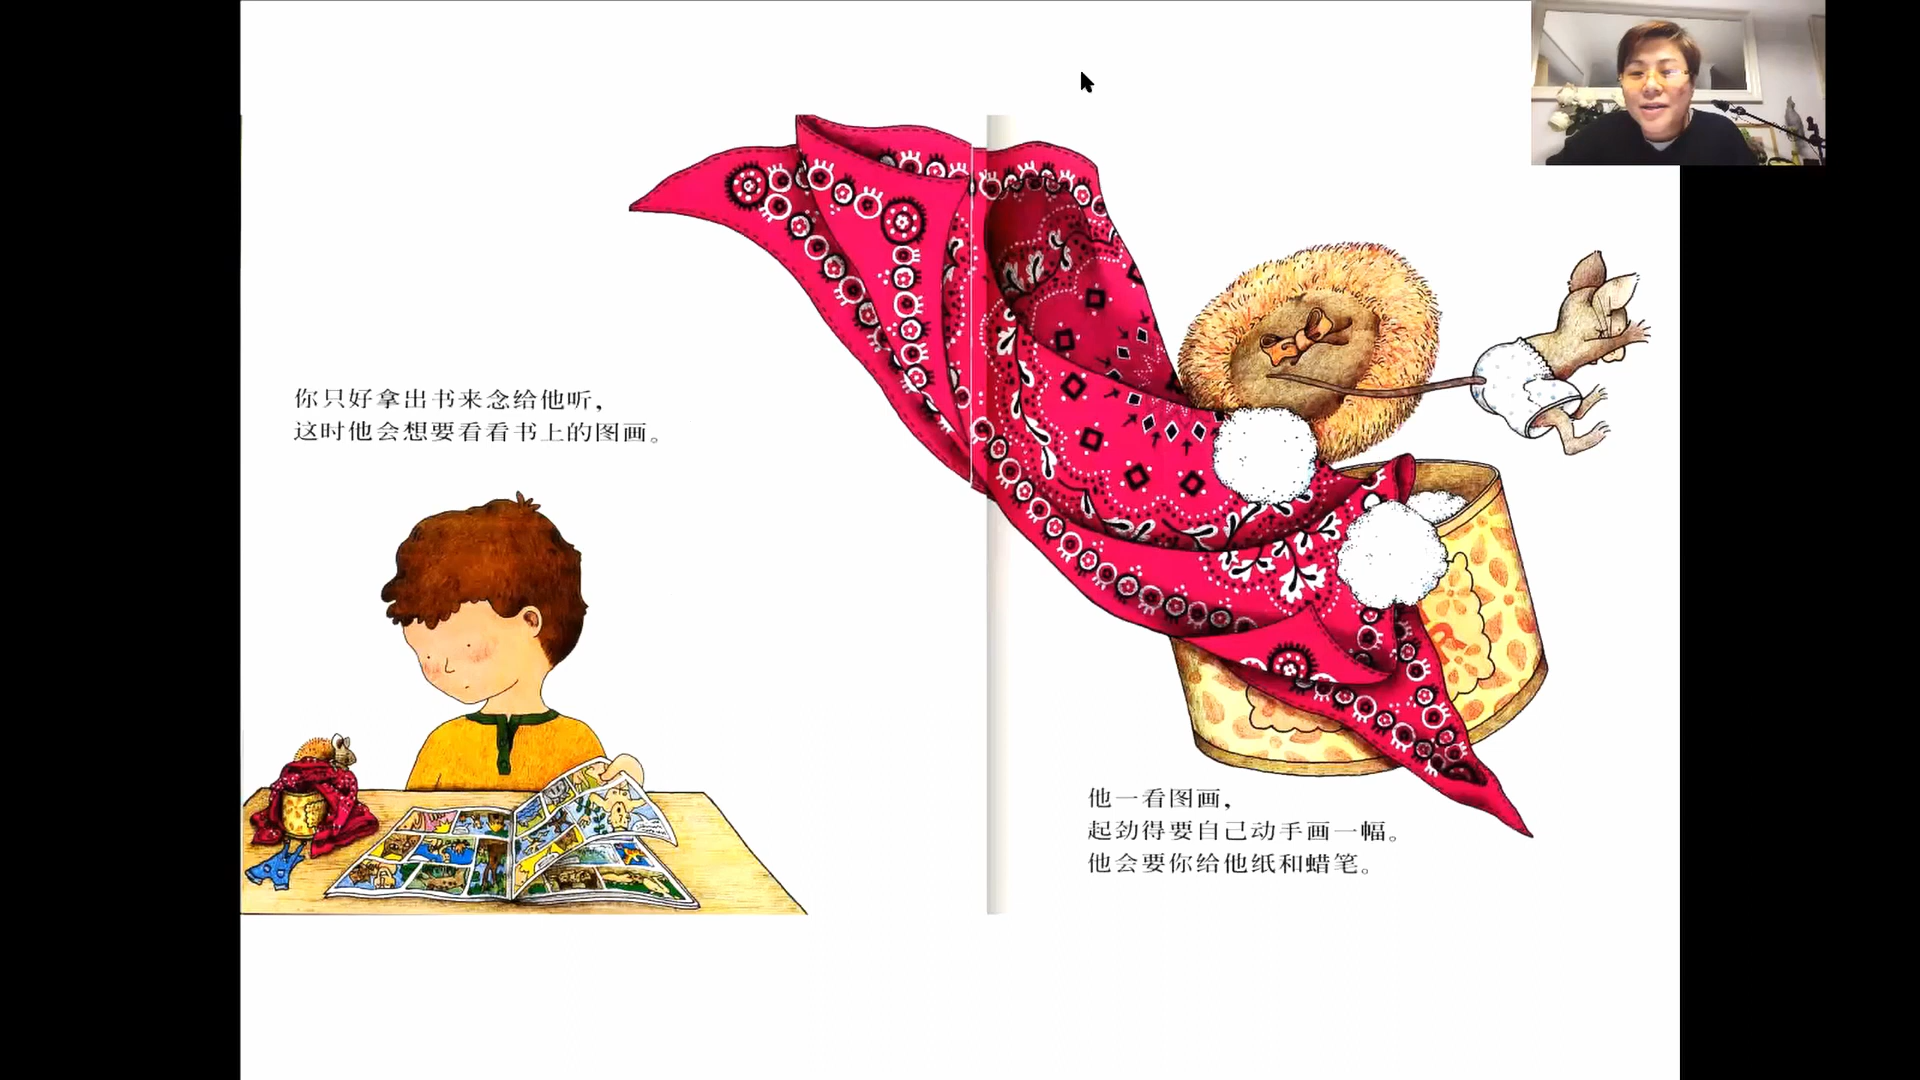 你只好拿出书来念给他听，
这时他会想要看看书上的图画。
他一看图画，
起劲得要自己动手画一幅。
他会要你给他纸和蜡笔。